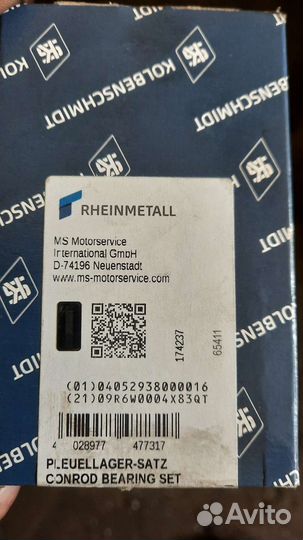 KOLBENSCHMIDT
KOLBENSCHMIDT
RHEINMETALL
MS Motorservice
International GmbH
D-74196 Neuenstadt
www.ms-motorservice.com
174237
65411
(01)04052938000016
(21)09R6W0004X83QT
4 028977 477317
PLEUELLAGER-SATZ
CONROD BEARING SET
Avito